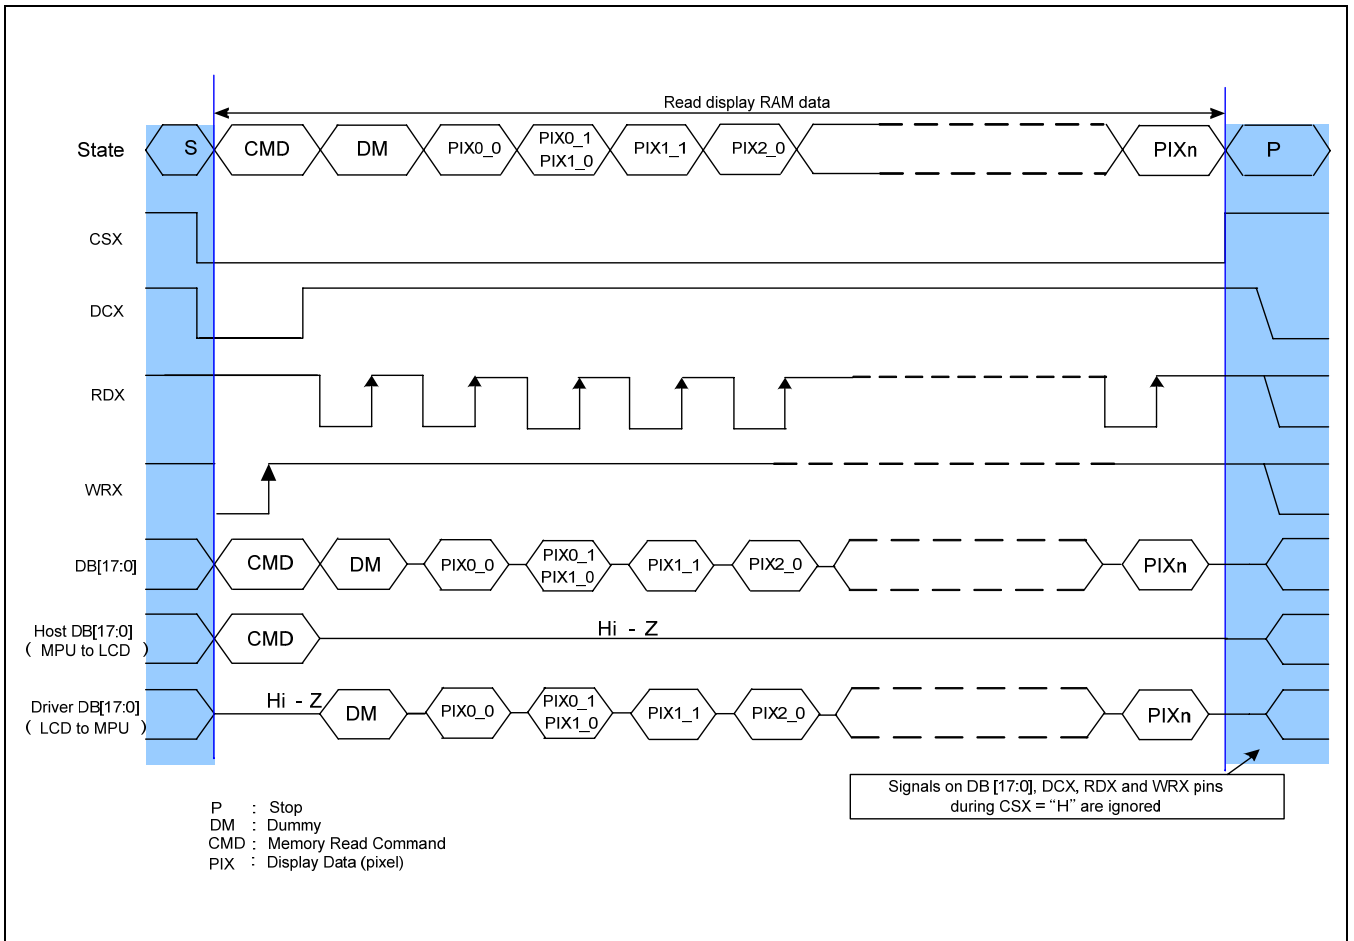 Read display RAM data
State
S
CMD
DM
PIX0_0
PIX0_1
PIX1_0
PIX1_1
PIX2_0
PIXn
P
CSX
DCX
RDX
WRX
DB[17:0]
CMD
DM
PIX0_0
PIX0_1
PIX1_0
PIX1_1
PIX2_0
PIXn
Host DB[17:0]
( MPU to LCD )
CMD
Hi - Z
Driver DB[17:0]
( LCD to MPU )
Hi - Z
DM
PIX0_0
PIX0_1
PIX1_0
PIX1_1
PIX2_0
PIXn
Signals on DB [17:0], DCX, RDX and WRX pins
during CSX = “H” are ignored
P : Stop
DM : Dummy
CMD : Memory Read Command
PIX : Display Data (pixel)